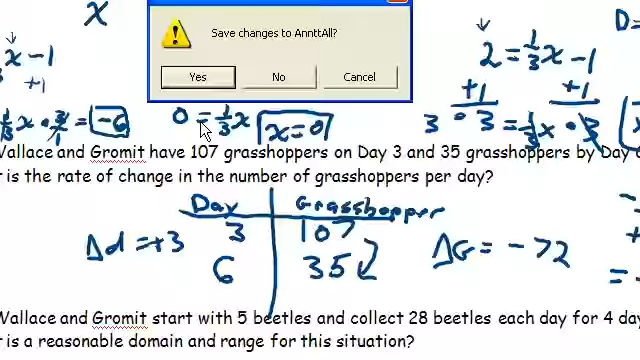 x
D=
x-1
+1
Save changes to AnnttAll?
Yes No Cancel
2 = 1/3x - 1
+1 +1
x · 3/1 = -6
0 = 1/3x
x = 0
3 · 3 = 1/3x · 3
Wallace and Gromit have 107 grasshoppers on Day 3 and 35 grasshoppers by Day
is the rate of change in the number of grasshoppers per day?
Day Grasshopper
3 107
Δd = +3
6 35
ΔG = -72
Wallace and Gromit start with 5 beetles and collect 28 beetles each day for 4 day
is a reasonable domain and range for this situation?